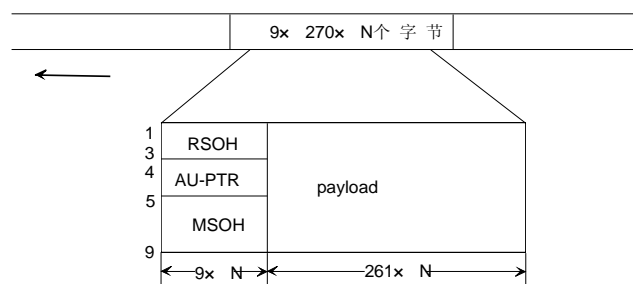 9× 270× N个 字 节
1
RSOH
3
4
AU-PTR
5
payload
MSOH
9
9× N
261× N